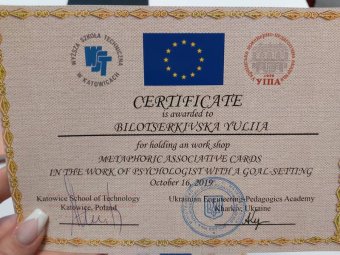 WYŻSZA SZKOŁA TECHNICZNA
W KATOWICACH
WST
УІПА
CERTIFICATE
is awarded to
BILOTSERKIVSKA YULIIA
for holding an work shop
METAPHORIC ASSOCIATIVE CARDS
IN THE WORK OF PSYCHOLOGIST WITH A GOAL-SETTING
October 16, 2019
Katowice School of Technology
Katowice, Poland
Ukrainian EngineeringPedagogics Academy
Kharkiv, Ukraine